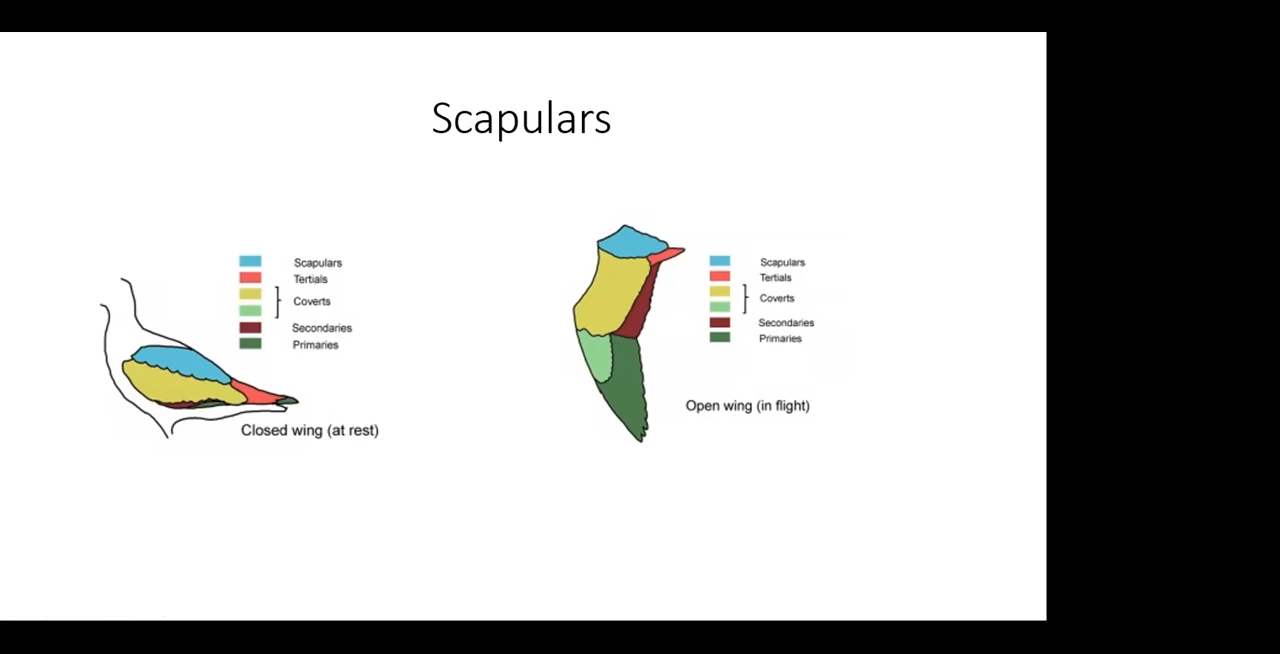 Scapulars
Scapulars
Tertials
Coverts
Secondaries
Primaries
Closed wing (at rest)
Scapulars
Tertials
Coverts
Secondaries
Primaries
Open wing (in flight)